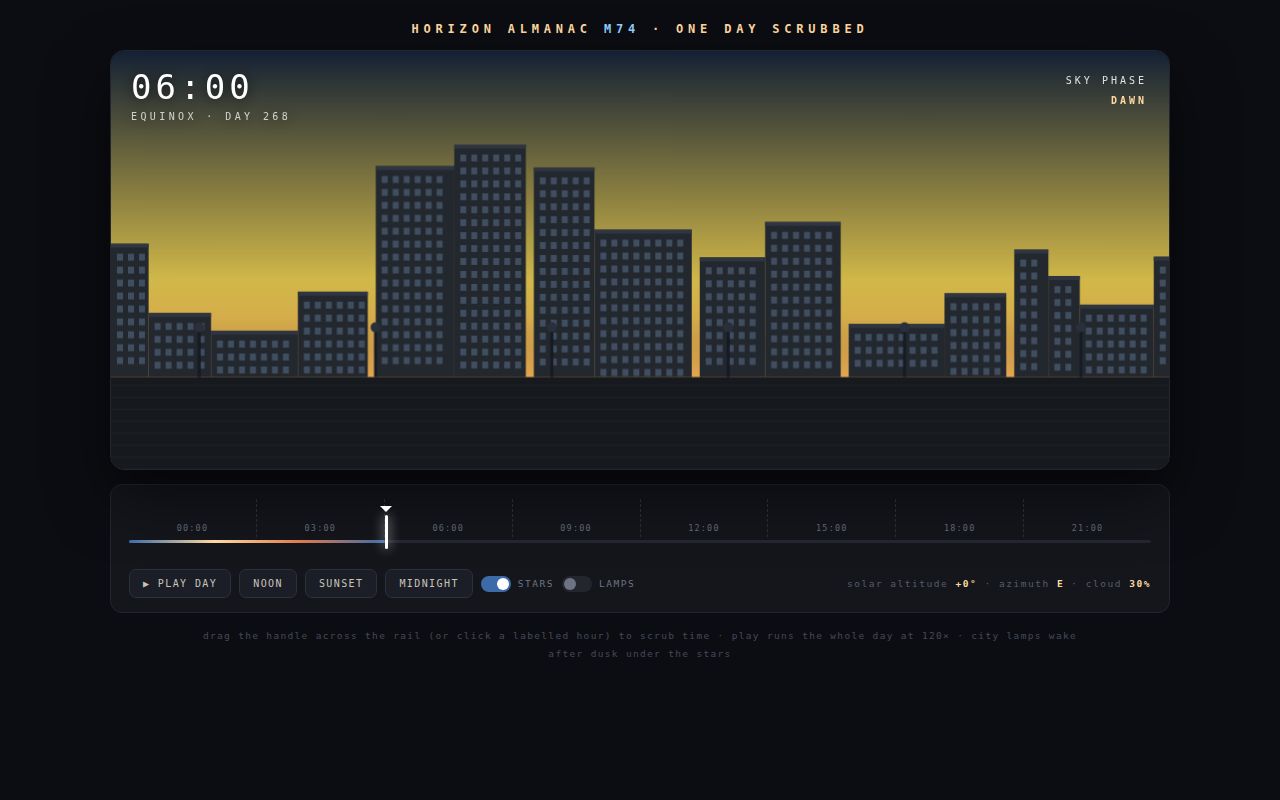 HORIZON ALMANAC M74 · ONE DAY SCRUBBED
06:00
EQUINOX · DAY 268
SKY PHASE
DAWN
00:00 03:00 06:00 09:00 12:00 15:00 18:00 21:00
▶ PLAY DAY NOON SUNSET MIDNIGHT STARS LAMPS solar altitude +0° · azimuth E · cloud 30%
drag the handle across the rail (or click a labelled hour) to scrub time · play runs the whole day at 120× · city lamps wake
after dusk under the stars